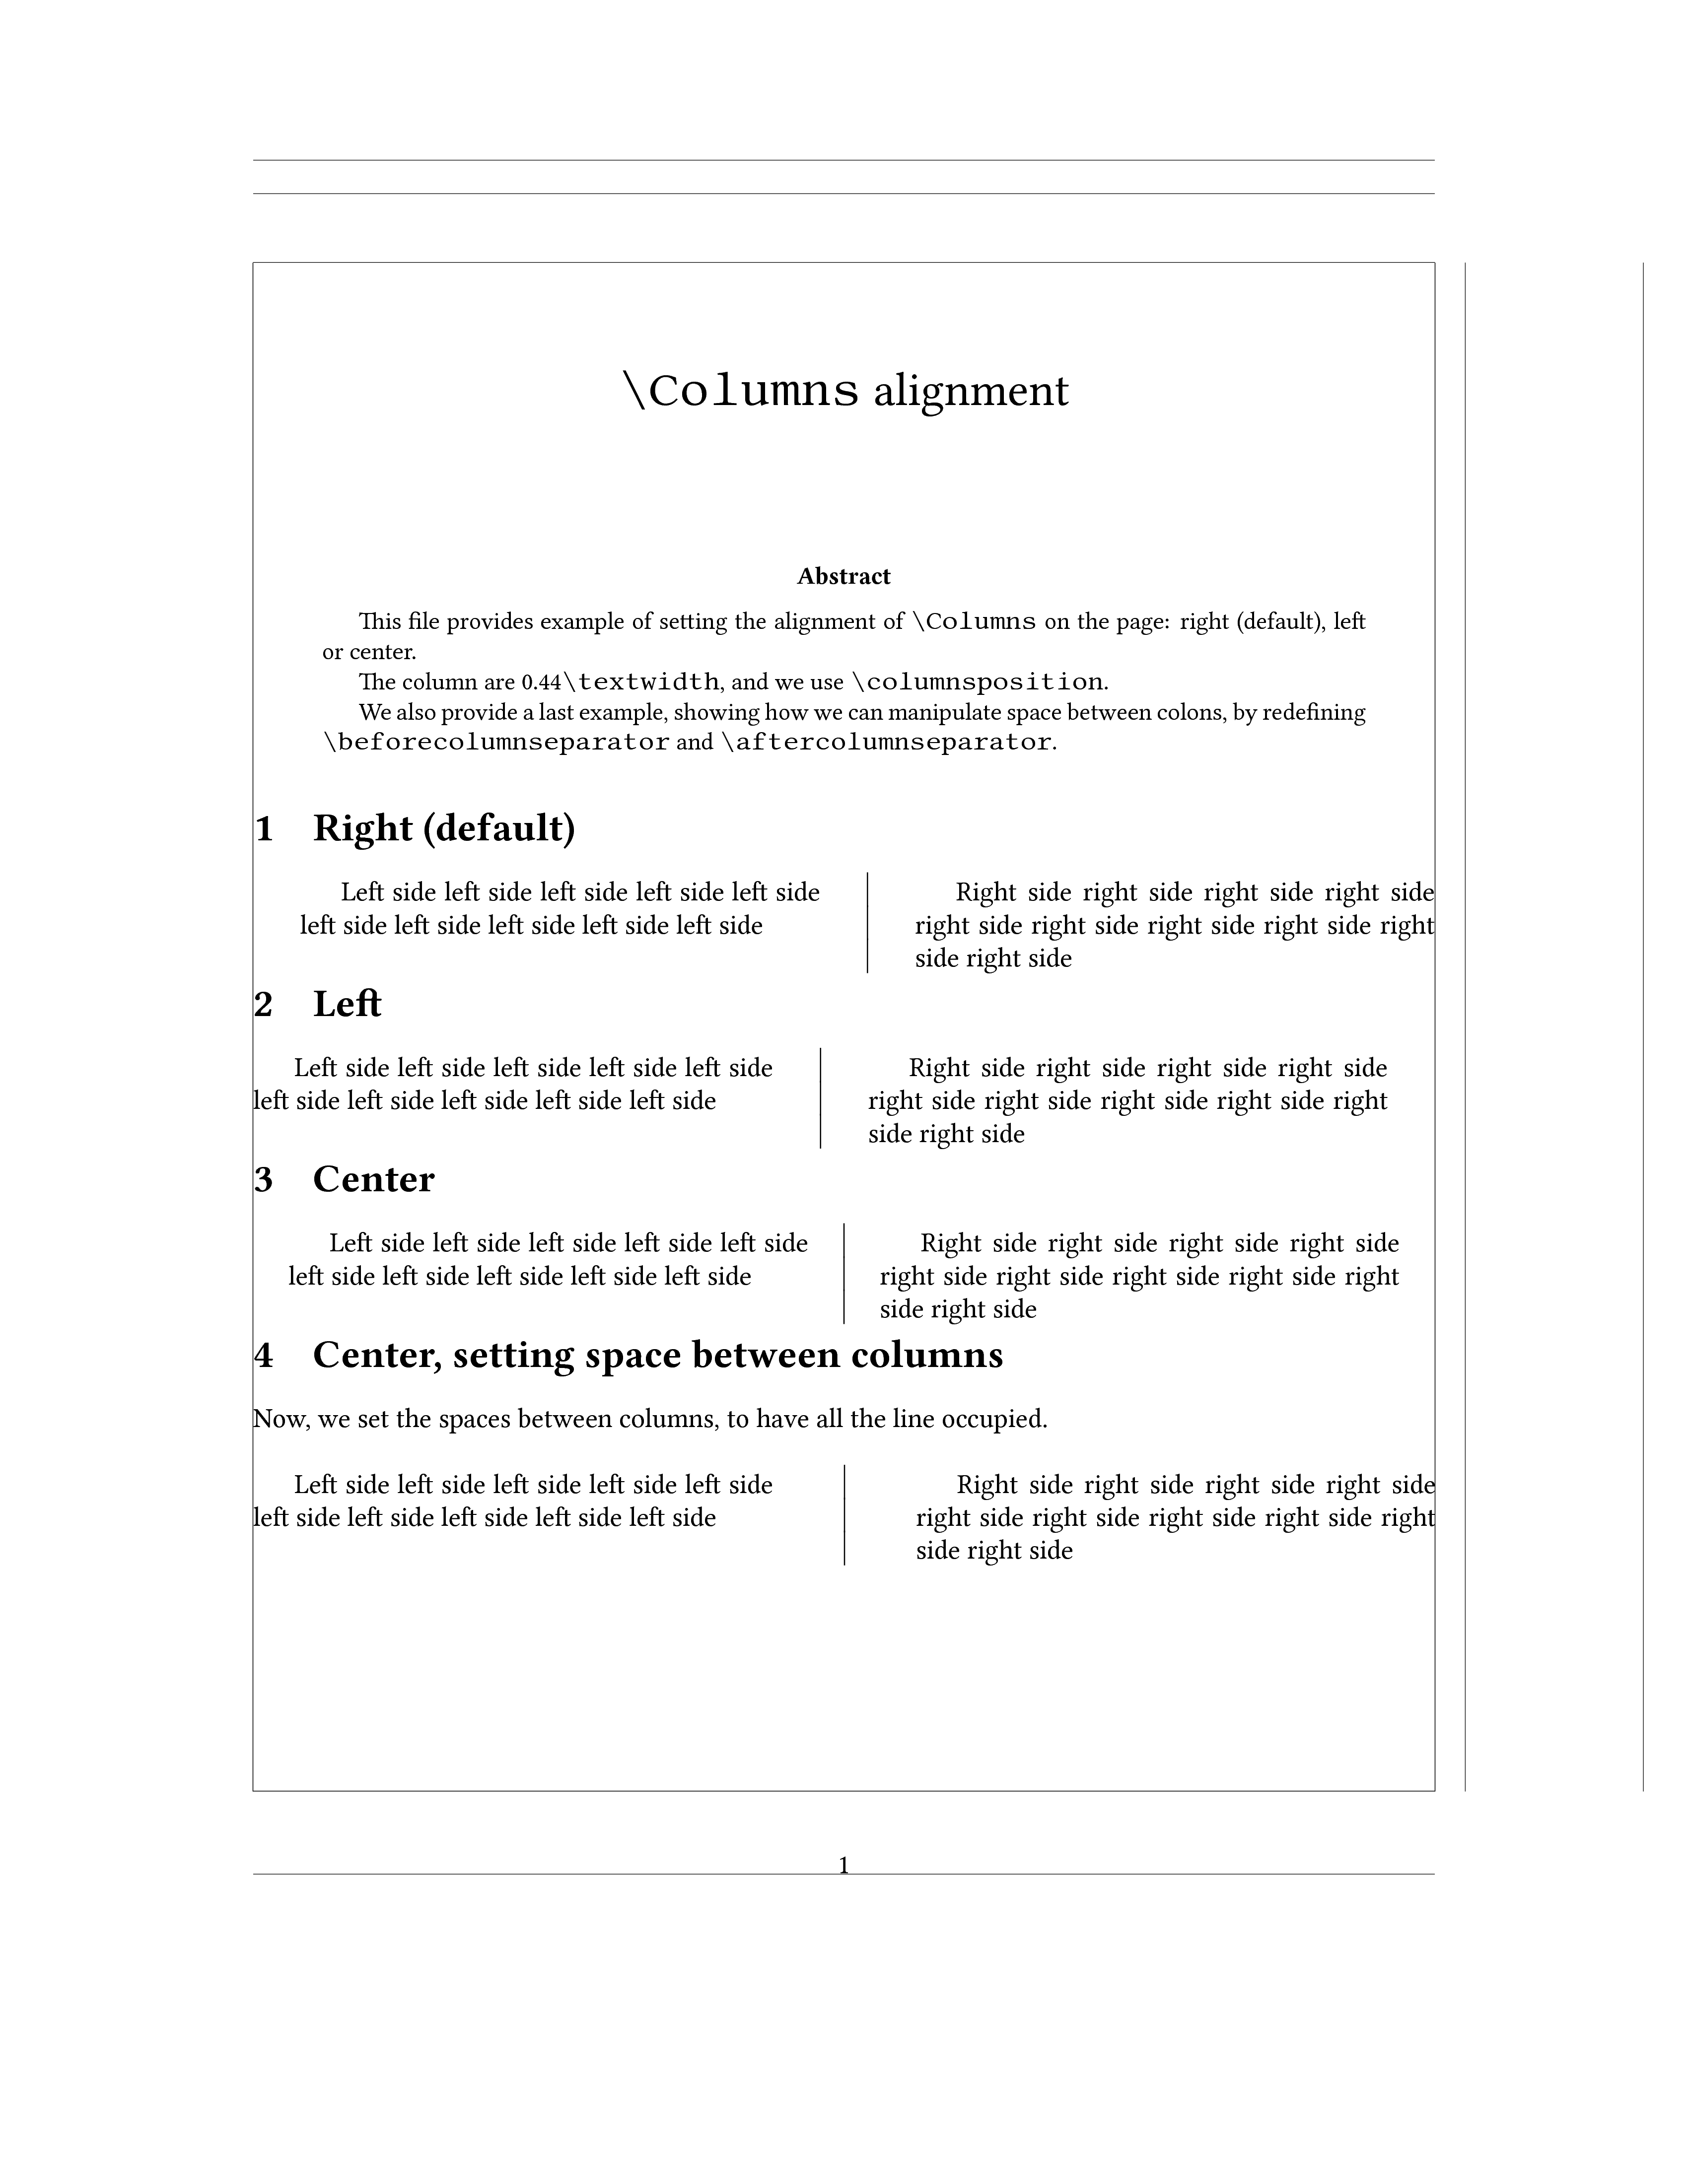 \Columns alignment
Abstract
This file provides example of setting the alignment of \Columns on the page: right (default), left
or center.
The column are 0.44\textwidth, and we use \columnsposition.
We also provide a last example, showing how we can manipulate space between colons, by redefining
\beforecolumnseparator and \aftercolumnseparator.
1 Right (default)
Left side left side left side left side left side
left side left side left side left side left side
Right side right side right side right side
right side right side right side right side right
side right side
2 Left
Left side left side left side left side left side
left side left side left side left side left side
Right side right side right side right side
right side right side right side right side right
side right side
3 Center
Left side left side left side left side left side
left side left side left side left side left side
Right side right side right side right side
right side right side right side right side right
side right side
4 Center, setting space between columns
Now, we set the spaces between columns, to have all the line occupied.
Left side left side left side left side left side
left side left side left side left side left side
Right side right side right side right side
right side right side right side right side right
side right side
1